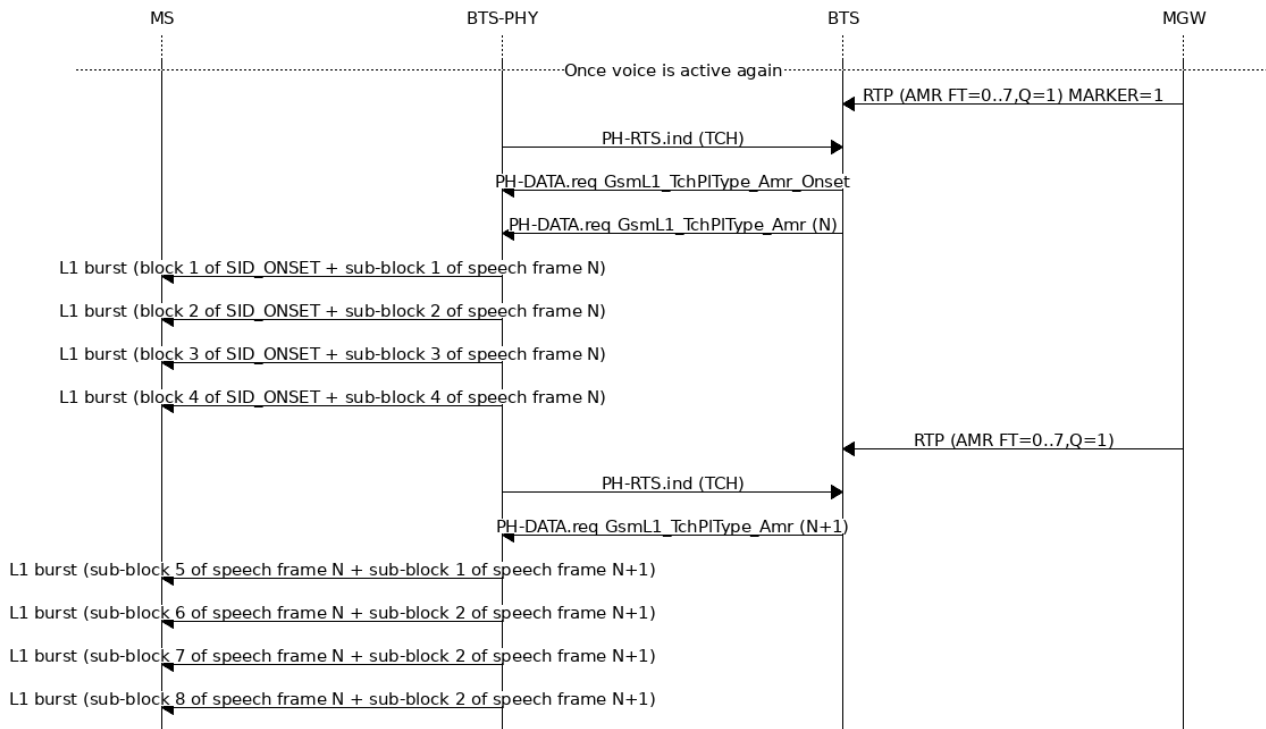 MS BTS-PHY BTS MGW
Once voice is active again
RTP (AMR FT=0..7,Q=1) MARKER=1
PH-RTS.ind (TCH)
PH-DATA.req GsmL1_TchPlType_Amr_Onset
PH-DATA.req GsmL1_TchPlType_Amr (N)
L1 burst (block 1 of SID_ONSET + sub-block 1 of speech frame N)
L1 burst (block 2 of SID_ONSET + sub-block 2 of speech frame N)
L1 burst (block 3 of SID_ONSET + sub-block 3 of speech frame N)
L1 burst (block 4 of SID_ONSET + sub-block 4 of speech frame N)
RTP (AMR FT=0..7,Q=1)
PH-RTS.ind (TCH)
PH-DATA.req GsmL1_TchPlType_Amr (N+1)
L1 burst (sub-block 5 of speech frame N + sub-block 1 of speech frame N+1)
L1 burst (sub-block 6 of speech frame N + sub-block 2 of speech frame N+1)
L1 burst (sub-block 7 of speech frame N + sub-block 2 of speech frame N+1)
L1 burst (sub-block 8 of speech frame N + sub-block 2 of speech frame N+1)